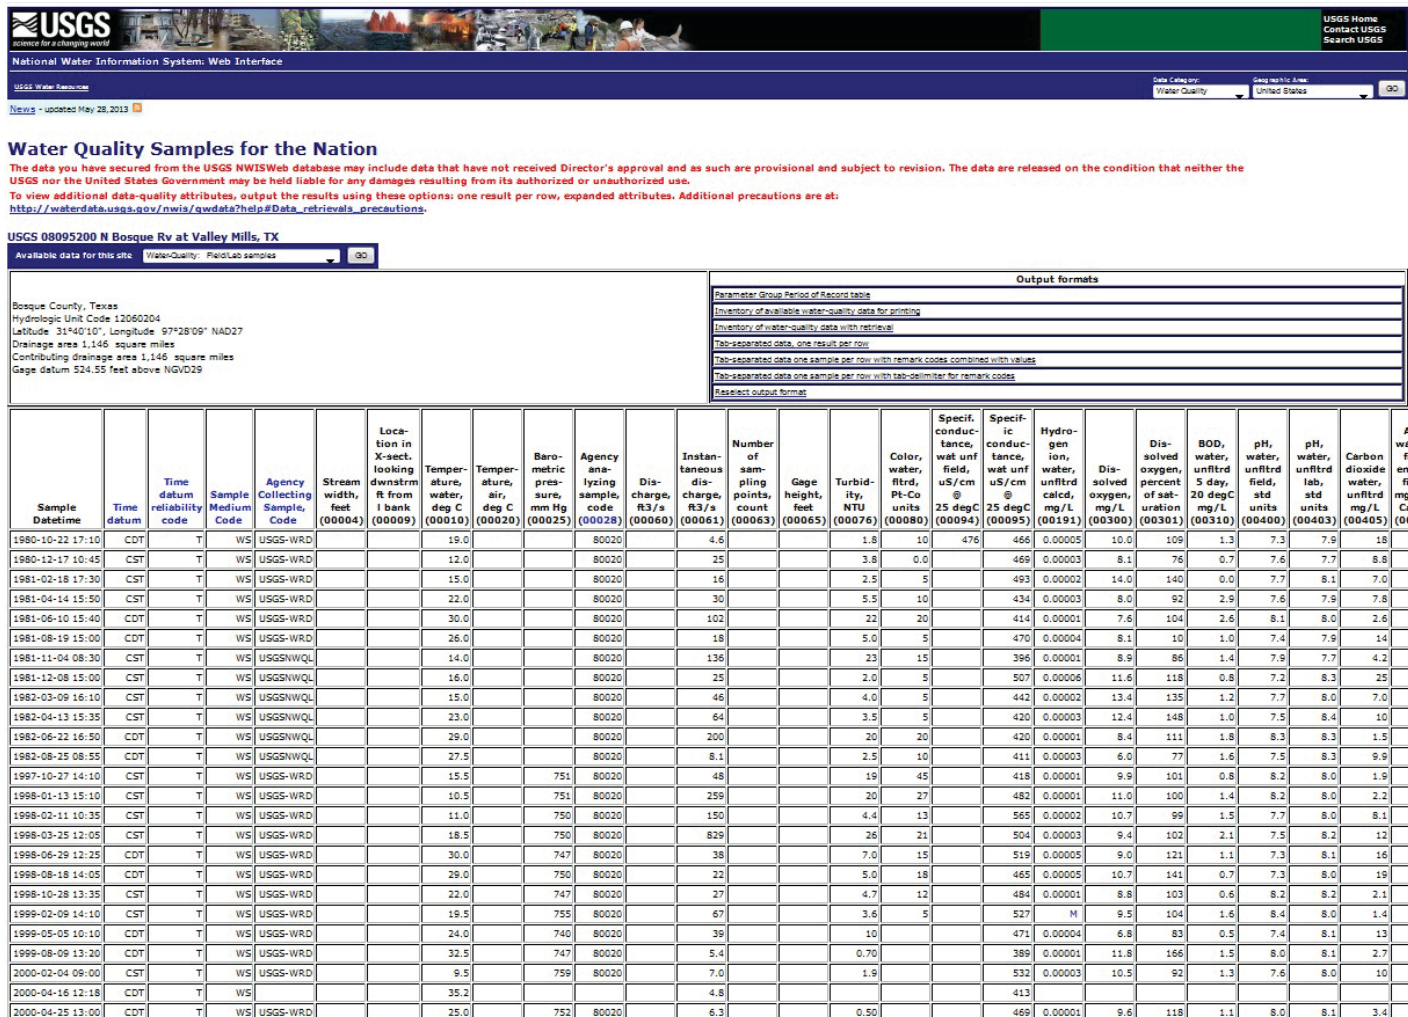 USGS
science for a changing world
USGS Home
Contact USGS
Search USGS
National Water Information System: Web Interface
USGS Water Resources
Data Category:
Water Quality
Geographic Area:
United States
GO
News - updated May 28, 2013
Water Quality Samples for the Nation
The data you have secured from the USGS NWISWeb database may include data that have not received Director's approval and as such are provisional and subject to revision. The data are released on the condition that neither the
USGS nor the United States Government may be held liable for any damages resulting from its authorized or unauthorized use.
To view additional data-quality attributes, output the results using these options: one result per row, expanded attributes. Additional precautions are at:
http://waterdata.usgs.gov/nwis/qwdata?help#Data_retrievals_precautions.
USGS 08095200 N Bosque Rv at Valley Mills, TX
Available data for this site Water-Quality: Field/Lab samples GO
Bosque County, Texas
Hydrologic Unit Code 12060204
Latitude 31°40'10", Longitude 97°28'09" NAD27
Drainage area 1,146 square miles
Contributing drainage area 1,146 square miles
Gage datum 524.55 feet above NGVD29
Output formats
Parameter Group Period of Record table
Inventory of available water-quality data for printing
Inventory of water-quality data with retrieval
Tab-separated data, one result per row
Tab-separated data one sample per row with remark codes combined with values
Tab-separated data one sample per row with tab-delimiter for remark codes
Reselect output format
Sample Datetime
Time datum
Time datum reliability code
Sample Medium Code
Agency Collecting Sample, Code
Stream width, feet (00004)
Loca- tion in X-sect. looking dwnstrm ft from l bank (00009)
Temper- ature, water, deg C (00010)
Temper- ature, air, deg C (00020)
Baro- metric pres- sure, mm Hg (00025)
Agency ana- lyzing sample, code (00028)
Dis- charge, ft3/s (00060)
Instan- taneous dis- charge, ft3/s (00061)
Number of sam- pling points, count (00063)
Gage height, feet (00065)
Turbid- ity, NTU (00076)
Color, water, fltrd, Pt-Co units (00080)
Specif. conduc- tance, wat unf field, uS/cm @ 25 degC (00094)
Specif- ic conduc- tance, wat unf uS/cm @ 25 degC (00095)
Hydro- gen ion, water, unfltrd calcd, mg/L (00191)
Dis- solved oxygen, mg/L (00300)
Dis- solved oxygen, percent of sat- uration (00301)
BOD, water, unfltrd 5 day, 20 degC mg/L (00310)
pH, water, unfltrd field, std units (00400)
pH, water, unfltrd lab, std units (00403)
Carbon dioxide water, unfltrd mg/L (00405)
1980-10-22 17:10 CDT T WS USGS-WRD 19.0 80020 4.6 1.8 10 476 466 0.00005 10.0 109 1.3 7.3 7.9 18
1980-12-17 10:45 CST T WS USGS-WRD 12.0 80020 25 3.8 0.0 469 0.00003 8.1 76 0.7 7.6 7.7 8.8
1981-02-18 17:30 CST T WS USGS-WRD 15.0 80020 16 2.5 5 493 0.00002 14.0 140 0.0 7.7 8.1 7.0
1981-04-14 15:50 CST T WS USGS-WRD 22.0 80020 30 5.5 10 434 0.00003 8.0 92 2.9 7.6 7.9 7.8
1981-06-10 15:40 CDT T WS USGS-WRD 30.0 80020 102 22 20 414 0.00001 7.6 104 2.6 8.1 8.0 2.6
1981-08-19 15:00 CDT T WS USGS-WRD 26.0 80020 18 5.0 5 470 0.00004 8.1 10 1.0 7.4 7.9 14
1981-11-04 08:30 CST T WS USGSNWQL 14.0 80020 136 23 15 396 0.00001 8.9 86 1.4 7.9 7.7 4.2
1981-12-08 15:00 CST T WS USGSNWQL 16.0 80020 25 2.0 5 507 0.00006 11.6 118 0.8 7.2 8.3 25
1982-03-09 16:10 CST T WS USGSNWQL 15.0 80020 46 4.0 5 442 0.00002 13.4 135 1.2 7.7 8.0 7.0
1982-04-13 15:35 CST T WS USGSNWQL 23.0 80020 64 3.5 5 420 0.00003 12.4 148 1.0 7.5 8.4 10
1982-06-22 16:50 CDT T WS USGSNWQL 29.0 80020 200 20 20 420 0.00001 8.4 111 1.8 8.3 8.3 1.5
1982-08-25 08:55 CDT T WS USGSNWQL 27.5 80020 8.1 2.5 10 411 0.00003 6.0 77 1.6 7.5 8.3 9.9
1997-10-27 14:10 CST T WS USGS-WRD 15.5 751 80020 48 19 45 418 0.00001 9.9 101 0.8 8.2 8.0 1.9
1998-01-13 15:10 CST T WS USGS-WRD 10.5 751 80020 259 20 27 482 0.00001 11.0 100 1.4 8.2 8.0 2.2
1998-02-11 10:35 CST T WS USGS-WRD 11.0 750 80020 150 4.4 13 565 0.00002 10.7 99 1.5 7.7 8.0 8.1
1998-03-25 12:05 CST T WS USGS-WRD 18.5 750 80020 829 26 21 504 0.00003 9.4 102 2.1 7.5 8.2 12
1998-06-29 12:25 CDT T WS USGS-WRD 30.0 747 80020 38 7.0 15 519 0.00005 9.0 121 1.1 7.3 8.1 16
1998-08-18 14:05 CDT T WS USGS-WRD 29.0 750 80020 22 5.0 18 465 0.00005 10.7 141 0.7 7.3 8.0 19
1998-10-28 13:35 CST T WS USGS-WRD 22.0 747 80020 27 4.7 12 484 0.00001 8.8 103 0.6 8.2 8.2 2.1
1999-02-09 14:10 CST T WS USGS-WRD 19.5 755 80020 67 3.6 5 527 M 9.5 104 1.6 8.4 8.0 1.4
1999-05-05 10:10 CDT T WS USGS-WRD 24.0 740 80020 39 10 471 0.00004 6.8 83 0.5 7.4 8.1 13
1999-08-09 13:20 CDT T WS USGS-WRD 32.5 747 80020 5.4 0.70 389 0.00001 11.8 166 1.5 8.0 8.1 2.7
2000-02-04 09:00 CST T WS USGS-WRD 9.5 759 80020 7.0 1.9 532 0.00003 10.5 92 1.3 7.6 8.0 10
2000-04-16 12:18 CDT T WS 35.2 4.8 413
2000-04-25 13:00 CDT T WS USGS-WRD 25.0 752 80020 6.3 0.50 469 0.00001 9.6 118 1.1 8.0 8.1 3.4